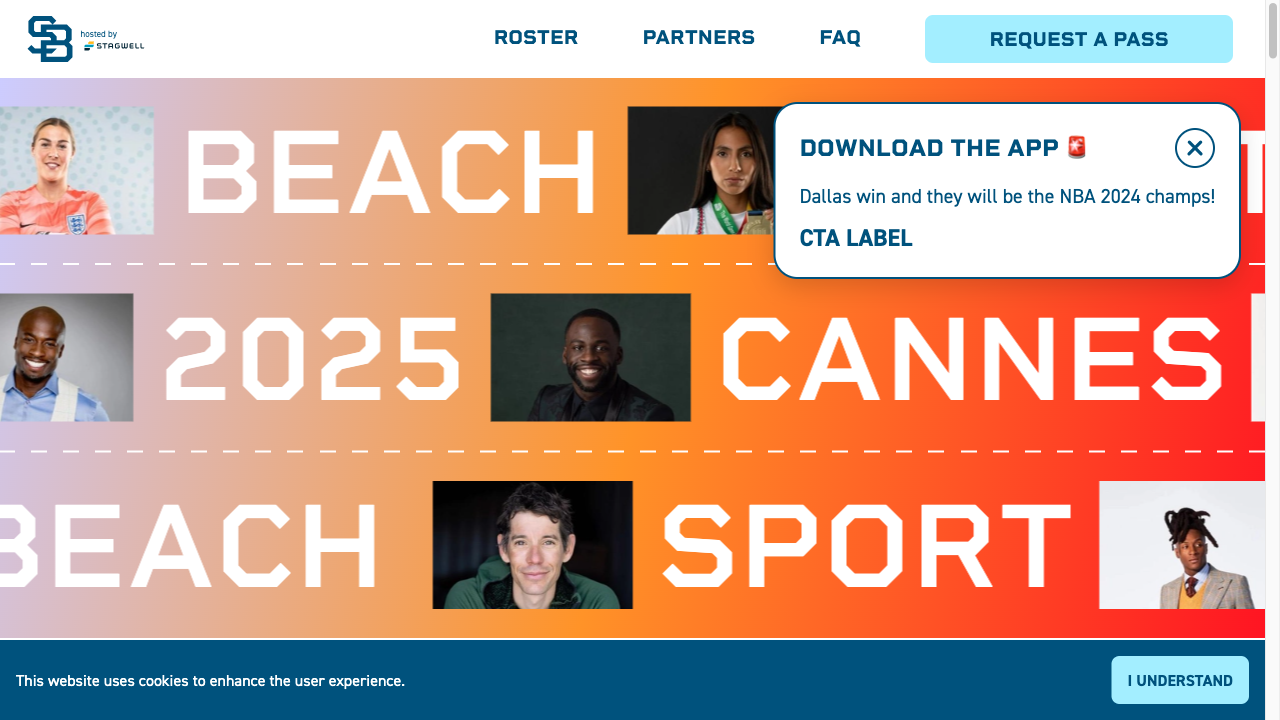 SB
hosted by
STAGWELL
ROSTER
PARTNERS
FAQ
REQUEST A PASS
BEACH
DOWNLOAD THE APP 🚨
Dallas win and they will be the NBA 2024 champs!
CTA LABEL
2025
CANNES
BEACH
SPORT
This website uses cookies to enhance the user experience.
I UNDERSTAND